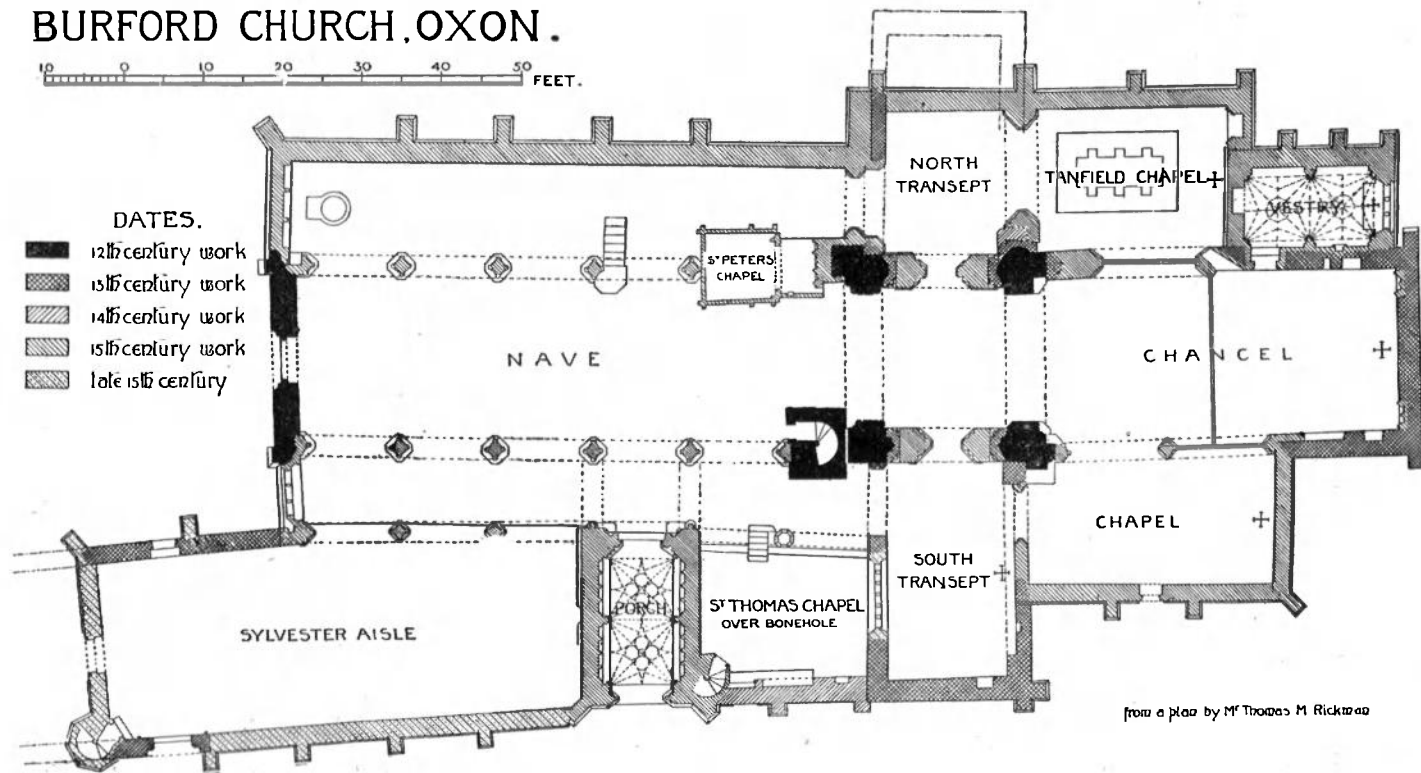 BURFORD CHURCH, OXON.
10 0 10 20 30 40 50 FEET.
DATES.
12th century work
13th century work
14th century work
15th century work
late 15th century
NORTH
TRANSEPT
TANFIELD CHAPEL
VESTRY
ST PETERS
CHAPEL
NAVE
CHANCEL
CHAPEL
SOUTH
TRANSEPT
PORCH
ST THOMAS CHAPEL
OVER BONEHOLE
SYLVESTER AISLE
from a plan by Mr Thomas M Rickman